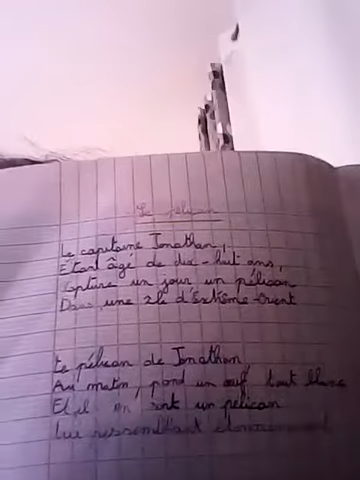 Le pélican
Le capitaine Jonathan,
Etant âgé de dix-huit ans,
Capture un jour un pélican
Dans une île d'Extrême-Orient
Le pélican de Jonathan
Au matin, pond un œuf tout blanc
Et il en sort un pélican
Lui ressemblant étonnamment